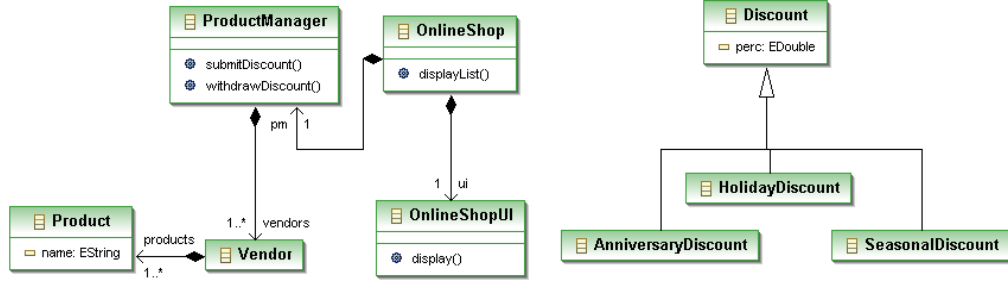 ProductManager
submitDiscount()
withdrawDiscount()
OnlineShop
displayList()
Discount
perc: EDouble
pm
1
1
ui
HolidayDiscount
Product
name: EString
products
1..*
1..*
vendors
Vendor
OnlineShopUI
display()
AnniversaryDiscount
SeasonalDiscount